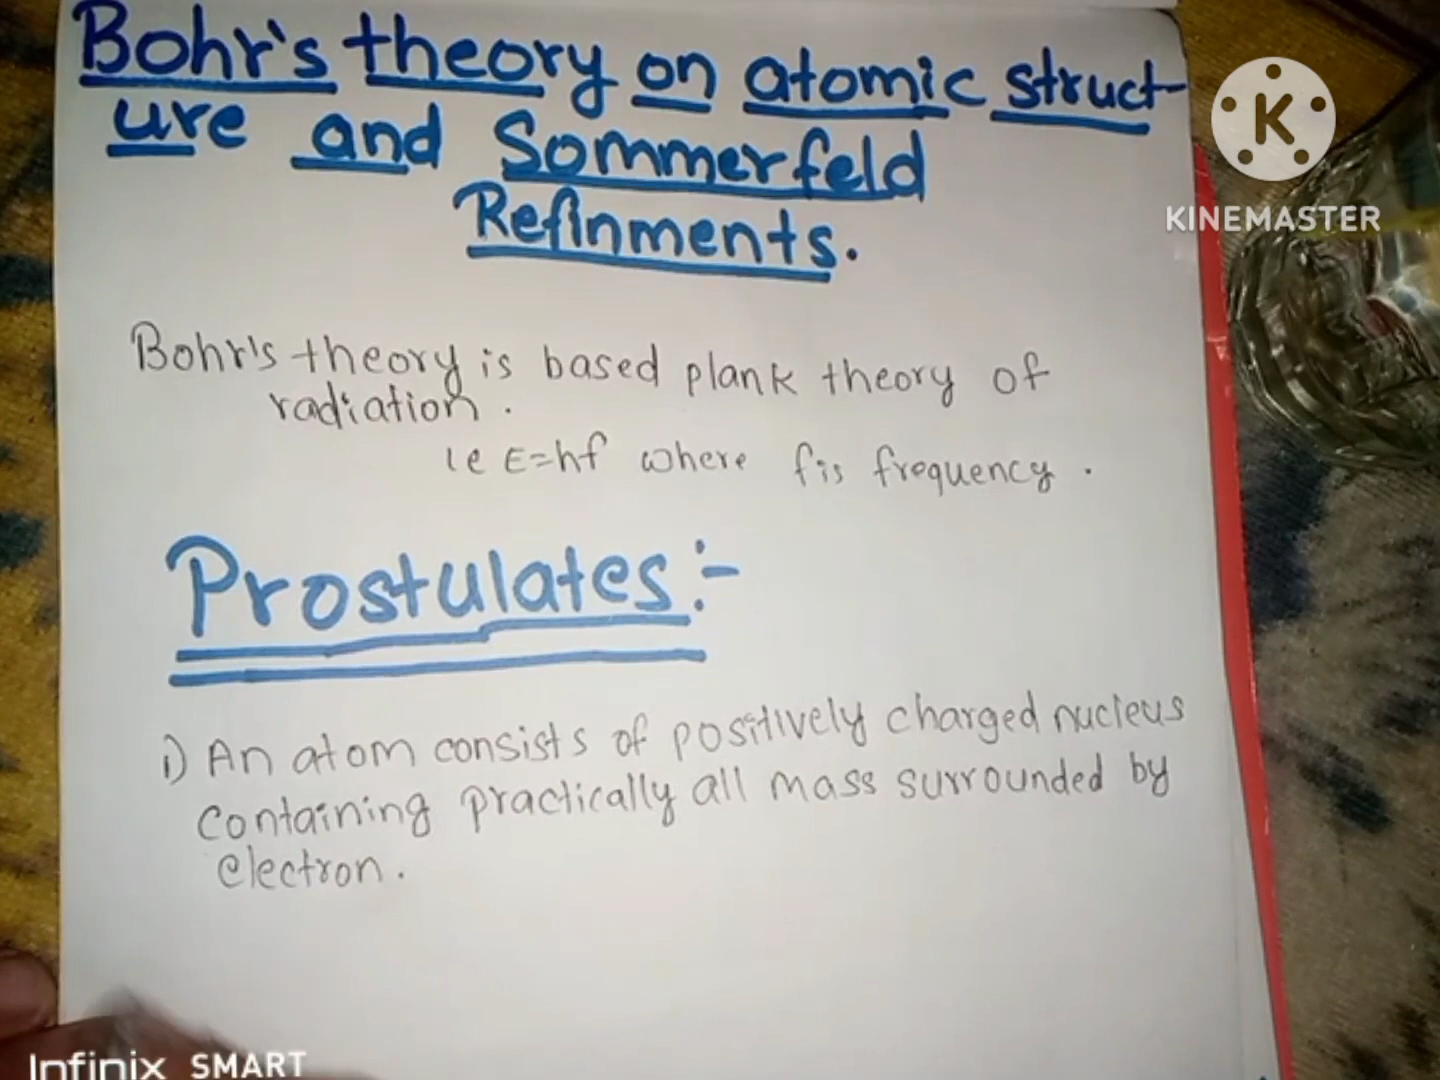 Bohr's theory on atomic struct-
ure and Sommerfeld
Refinments.
K
KINEMASTER
Bohr's theory is based plank theory of
radiation.
ie E=hf where f is frequency.
Prostulates:-
i) An atom consists of positively charged nucleus
containing practically all mass surrounded by
electron.
Infinix SMART